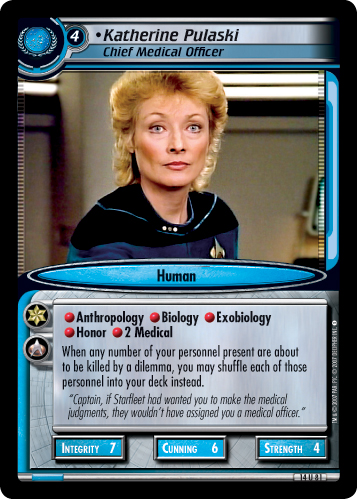 4
•Katherine Pulaski
Chief Medical Officer
Human
•Anthropology •Biology •Exobiology
•Honor •2 Medical
When any number of your personnel present are about
to be killed by a dilemma, you may shuffle each of those
personnel into your deck instead.
"Captain, if Starfleet had wanted you to make the medical
judgments, they wouldn't have assigned you a medical officer."
INTEGRITY 7
CUNNING 6
STRENGTH 4
14 U 81